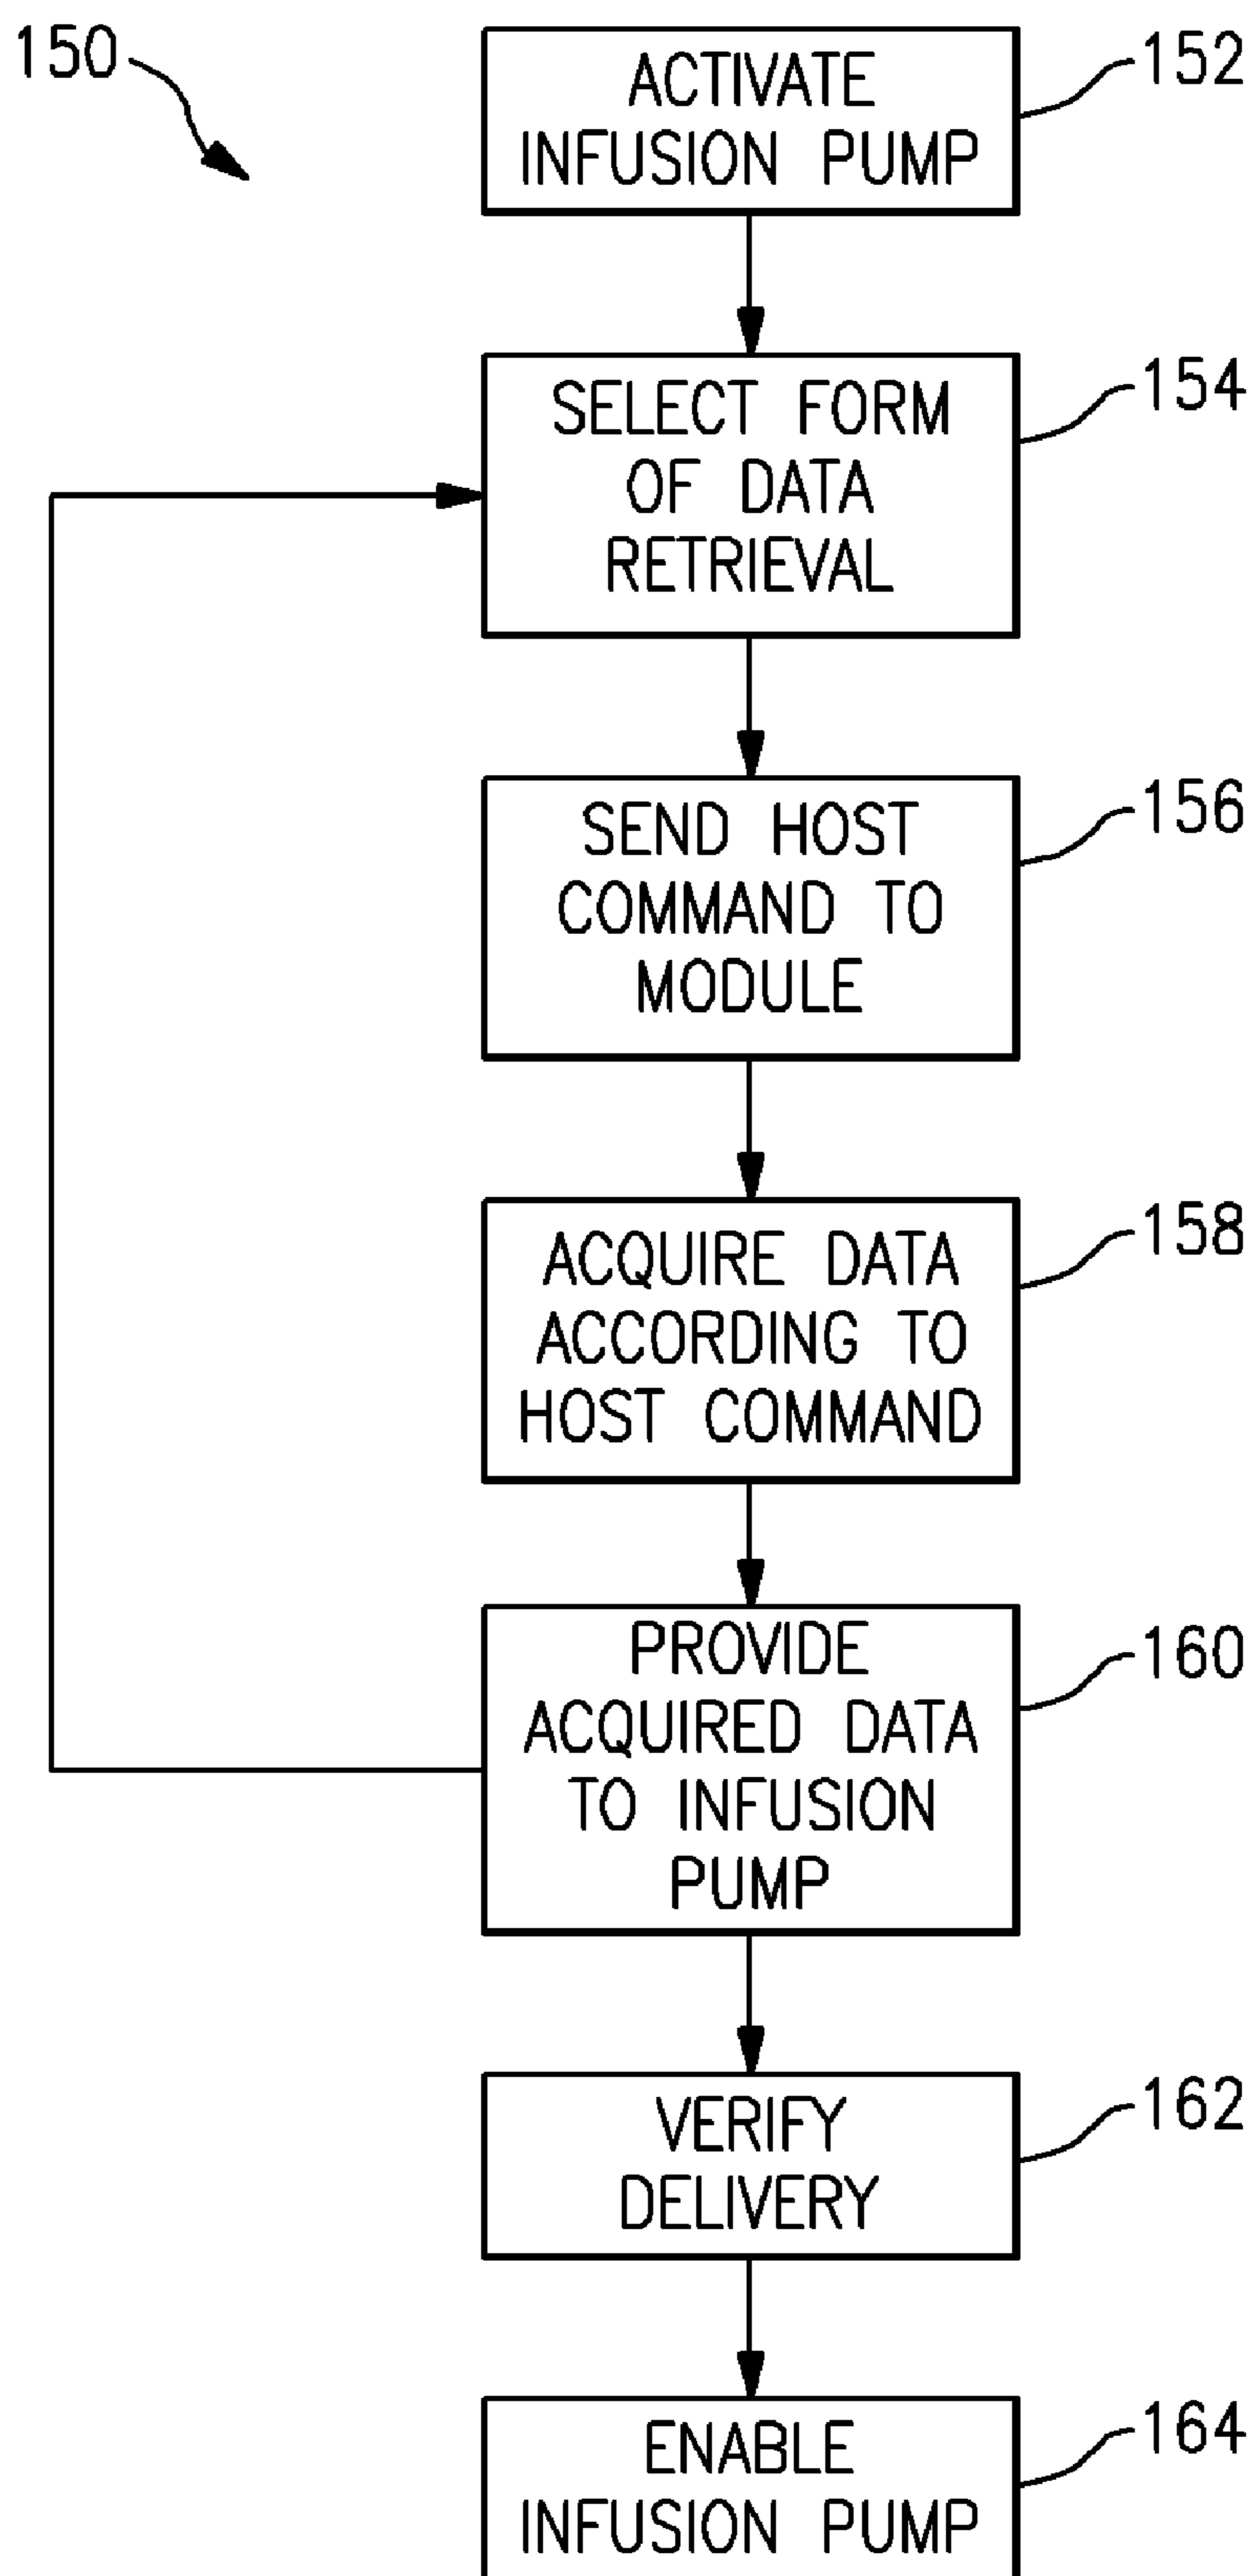 150
ACTIVATE
INFUSION PUMP
152
SELECT FORM
OF DATA
RETRIEVAL
154
SEND HOST
COMMAND TO
MODULE
156
ACQUIRE DATA
ACCORDING TO
HOST COMMAND
158
PROVIDE
ACQUIRED DATA
TO INFUSION
PUMP
160
VERIFY
DELIVERY
162
ENABLE
INFUSION PUMP
164